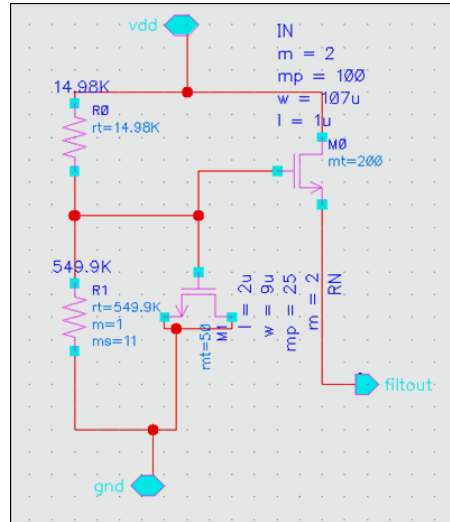 vdd
IN
m = 2
mp = 100
w = 107u
l = 1u
14.98K
R0
rt=14.98K
M0
mt=200
549.9K
R1
rt=549.9K
m=1
ms=11
mt=50
M1
l = 2u
w = 9u
mp = 25
m = 2
RN
filtout
gnd